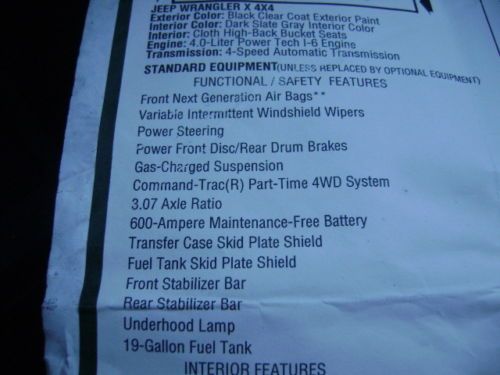 JEEP WRANGLER X 4X4
Exterior Color: Black Clear Coat Exterior Paint
Interior Color: Dark Slate Gray Interior Color
Interior: Cloth High-Back Bucket Seats
Engine: 4.0-Liter Power Tech I-6 Engine
Transmission: 4-Speed Automatic Transmission
STANDARD EQUIPMENT(UNLESS REPLACED BY OPTIONAL EQUIPMENT)
FUNCTIONAL / SAFETY FEATURES
Front Next Generation Air Bags**
Variable Intermittent Windshield Wipers
Power Steering
Power Front Disc/Rear Drum Brakes
Gas-Charged Suspension
Command-Trac(R) Part-Time 4WD System
3.07 Axle Ratio
600-Ampere Maintenance-Free Battery
Transfer Case Skid Plate Shield
Fuel Tank Skid Plate Shield
Front Stabilizer Bar
Rear Stabilizer Bar
Underhood Lamp
19-Gallon Fuel Tank
INTERIOR FEATURES